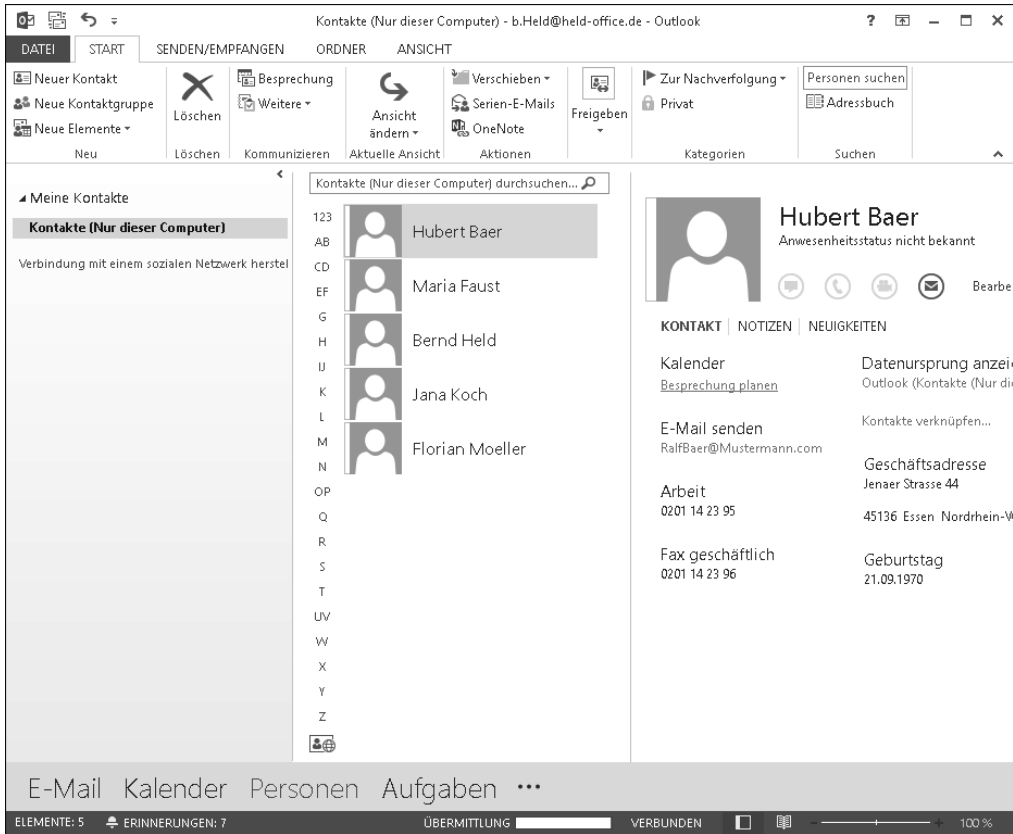 Kontakte (Nur dieser Computer) - b.Held@held-office.de - Outlook
DATEI START SENDEN/EMPFANGEN ORDNER ANSICHT
Neuer Kontakt
Neue Kontaktgruppe
Neue Elemente
Neu
Löschen
Löschen
Besprechung
Weitere
Kommunizieren
Ansicht
ändern
Aktuelle Ansicht
Verschieben
Serien-E-Mails
OneNote
Aktionen
Freigeben
Zur Nachverfolgung
Privat
Kategorien
Personen suchen
Adressbuch
Suchen
Meine Kontakte
Kontakte (Nur dieser Computer)
Verbindung mit einem sozialen Netzwerk herstel
Kontakte (Nur dieser Computer) durchsuchen...
123
AB
CD
EF
G
H
IJ
K
L
M
N
OP
Q
R
S
T
UV
W
X
Y
Z
Hubert Baer
Maria Faust
Bernd Held
Jana Koch
Florian Moeller
Hubert Baer
Anwesenheitsstatus nicht bekannt
Bearbe
KONTAKT NOTIZEN NEUIGKEITEN
Kalender
Besprechung planen
E-Mail senden
RalfBaer@Mustermann.com
Arbeit
0201 14 23 95
Fax geschäftlich
0201 14 23 96
Datenursprung anzei
Outlook (Kontakte (Nur die
Kontakte verknüpfen...
Geschäftsadresse
Jenaer Strasse 44
45136 Essen Nordrhein-W
Geburtstag
21.09.1970
E-Mail Kalender Personen Aufgaben ···
ELEMENTE: 5 ERINNERUNGEN: 7 ÜBERMITTLUNG VERBUNDEN 100 %